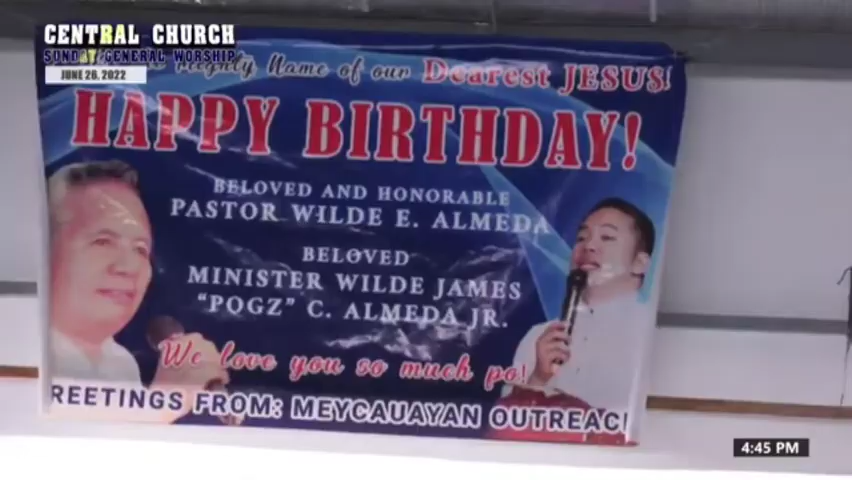 CENTRAL CHURCH
SUNDAY GENERAL WORSHIP
JUNE 26, 2022
Mighty Name of our Dearest JESUS!
HAPPY BIRTHDAY!
BELOVED AND HONORABLE
PASTOR WILDE E. ALMEDA
BELOVED
MINISTER WILDE JAMES
"POGZ" C. ALMEDA JR.
We love you so much po!
REETINGS FROM: MEYCAUAYAN OUTREAC
4:45 PM